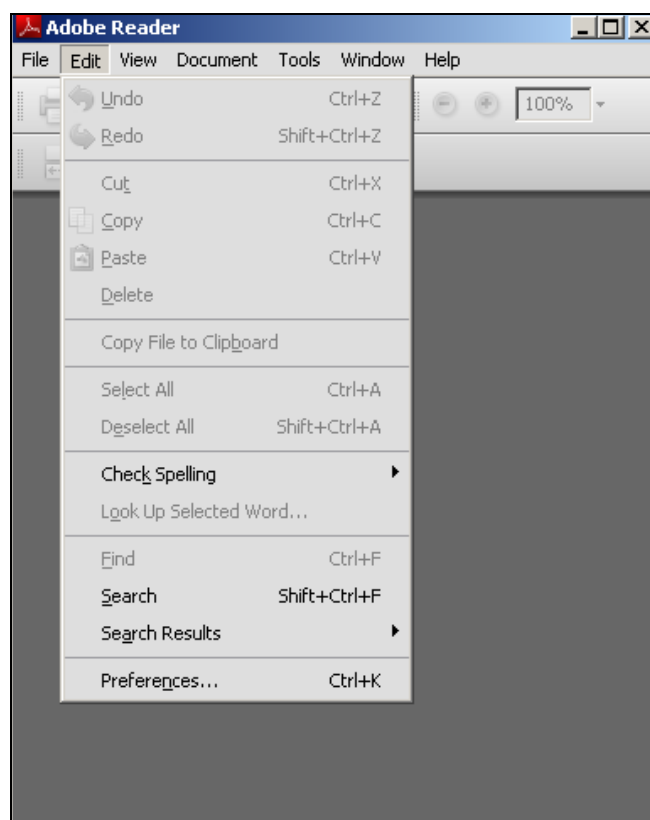 Adobe Reader
File Edit View Document Tools Window Help
100%
Undo Ctrl+Z
Redo Shift+Ctrl+Z
Cut Ctrl+X
Copy Ctrl+C
Paste Ctrl+V
Delete
Copy File to Clipboard
Select All Ctrl+A
Deselect All Shift+Ctrl+A
Check Spelling
Look Up Selected Word...
Find Ctrl+F
Search Shift+Ctrl+F
Search Results
Preferences... Ctrl+K